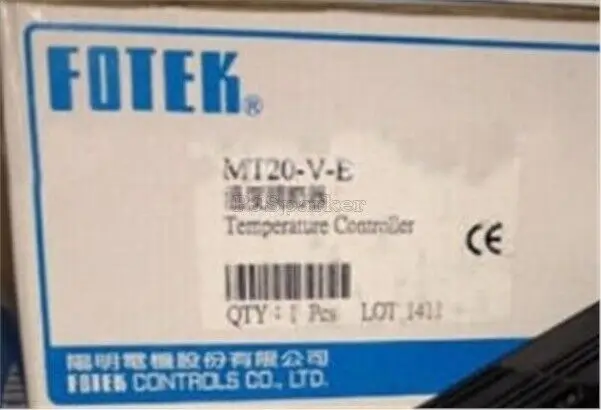 FOTEK®
MT20-V-E
Temperature Controller
CE
QTY : 1 Pcs LOT
陽明電機股份有限公司
FOTEK CONTROLS CO., LTD.